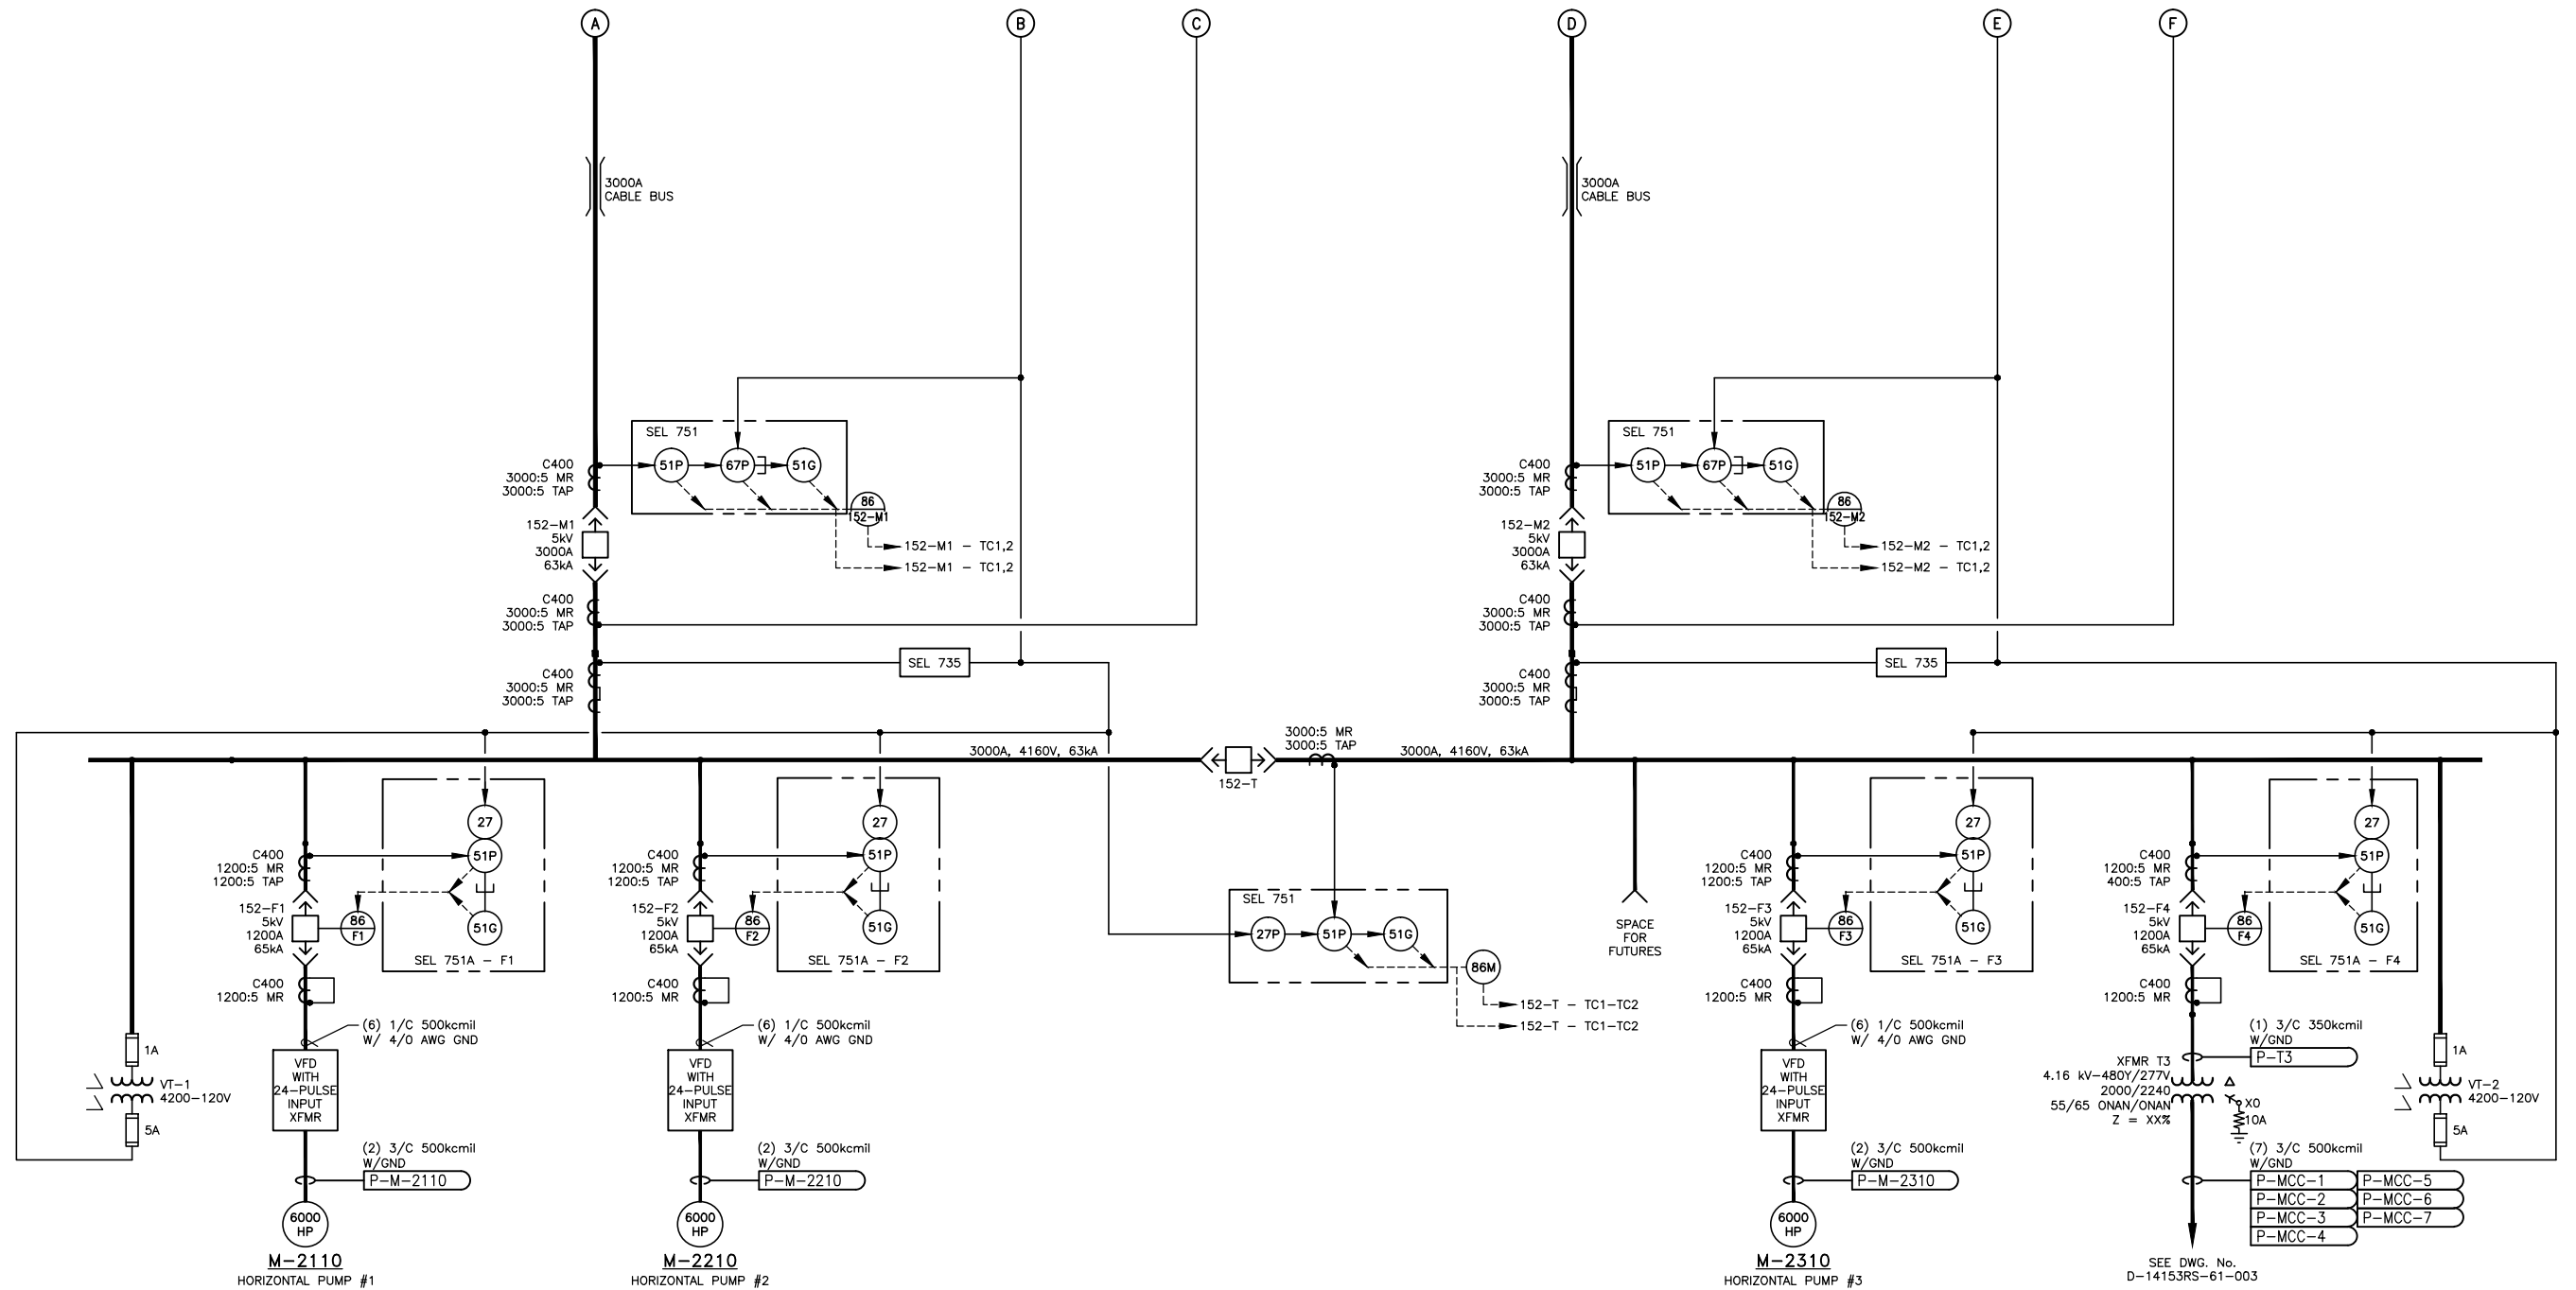 A
B
C
D
E
F
3000A
CABLE BUS
3000A
CABLE BUS
SEL 751
51P
67P
51G
86
152-M1
152-M1 - TC1,2
152-M1 - TC1,2
C400
3000:5 MR
3000:5 TAP
152-M1
5kV
3000A
63kA
C400
3000:5 MR
3000:5 TAP
C400
3000:5 MR
3000:5 TAP
SEL 735
SEL 751
51P
67P
51G
86
152-M2
152-M2 - TC1,2
152-M2 - TC1,2
C400
3000:5 MR
3000:5 TAP
152-M2
5kV
3000A
63kA
C400
3000:5 MR
3000:5 TAP
C400
3000:5 MR
3000:5 TAP
SEL 735
3000A, 4160V, 63kA
3000:5 MR
3000:5 TAP
152-T
3000A, 4160V, 63kA
1A
VT-1
4200-120V
5A
C400
1200:5 MR
1200:5 TAP
152-F1
5kV
1200A
65kA
86
F1
27
51P
51G
SEL 751A - F1
C400
1200:5 MR
(6) 1/C 500kcmil
W/ 4/0 AWG GND
VFD
WITH
24-PULSE
INPUT
XFMR
(2) 3/C 500kcmil
W/GND
P-M-2110
6000
HP
M-2110
HORIZONTAL PUMP #1
C400
1200:5 MR
1200:5 TAP
152-F2
5kV
1200A
65kA
86
F2
27
51P
51G
SEL 751A - F2
C400
1200:5 MR
(6) 1/C 500kcmil
W/ 4/0 AWG GND
VFD
WITH
24-PULSE
INPUT
XFMR
(2) 3/C 500kcmil
W/GND
P-M-2210
6000
HP
M-2210
HORIZONTAL PUMP #2
SEL 751
27P
51P
51G
86M
152-T - TC1-TC2
152-T - TC1-TC2
SPACE
FOR
FUTURES
C400
1200:5 MR
1200:5 TAP
152-F3
5kV
1200A
65kA
86
F3
27
51P
51G
SEL 751A - F3
C400
1200:5 MR
(6) 1/C 500kcmil
W/ 4/0 AWG GND
VFD
WITH
24-PULSE
INPUT
XFMR
(2) 3/C 500kcmil
W/GND
P-M-2310
6000
HP
M-2310
HORIZONTAL PUMP #3
C400
1200:5 MR
400:5 TAP
152-F4
5kV
1200A
65kA
86
F4
27
51P
51G
SEL 751A - F4
C400
1200:5 MR
(1) 3/C 350kcmil
W/GND
P-T3
XFMR T3
4.16 kV-480Y/277V
2000/2240
55/65 ONAN/ONAN
Z = XX%
X0
10A
(7) 3/C 500kcmil
W/GND
P-MCC-1
P-MCC-5
P-MCC-2
P-MCC-6
P-MCC-3
P-MCC-7
P-MCC-4
SEE DWG. No.
D-14153RS-61-003
1A
VT-2
4200-120V
5A